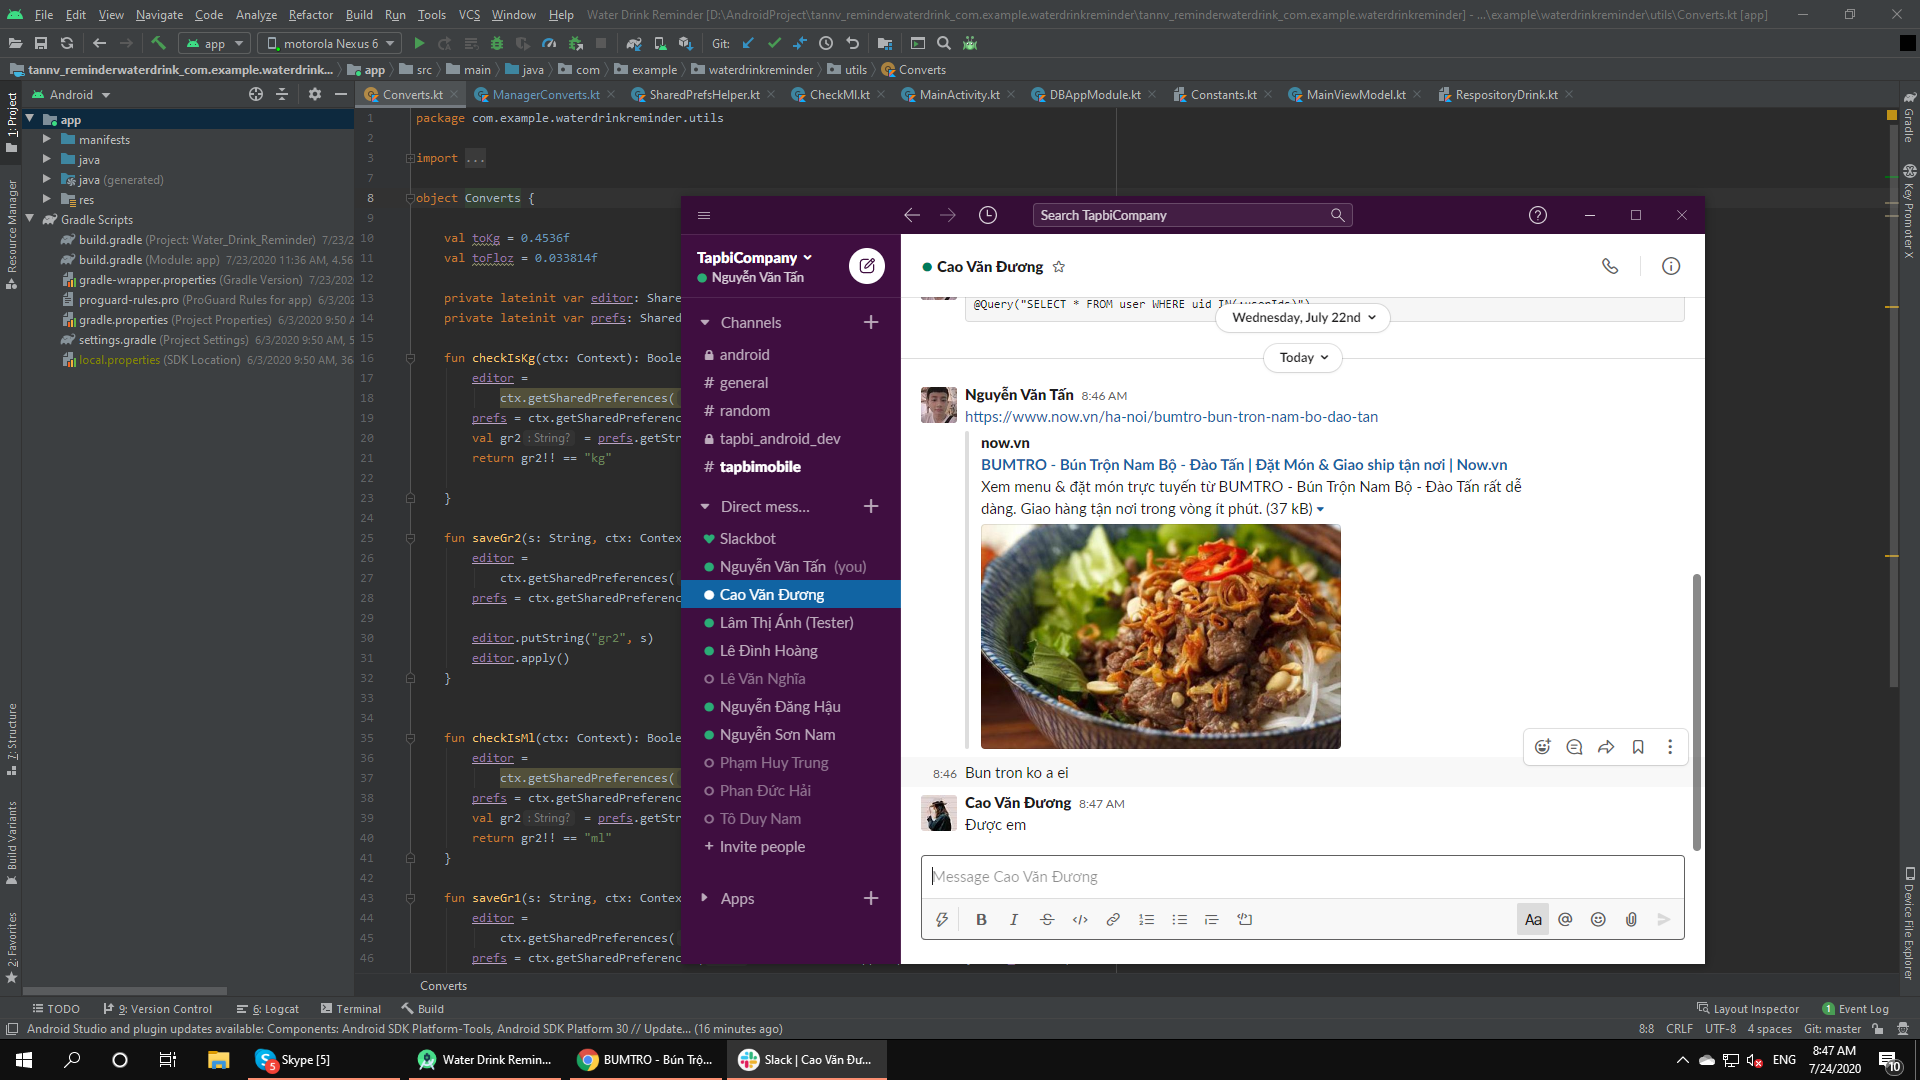 File Edit View Navigate Code Analyze Refactor Build Run Tools VCS Window Help Water Drink Reminder [D:\AndroidProject\tannv_reminderwaterdrink_com.example.waterdrinkreminder\tannv_reminderwaterdrink_com.example.waterdrinkreminder] - ...\example\waterdrinkreminder\utils\Converts.kt [app]
app motorola Nexus 6 Git:
tannv_reminderwaterdrink_com.example.waterdrink... app src main java com example waterdrinkreminder utils Converts
Android Converts.kt ManagerConverts.kt SharedPrefsHelper.kt CheckMl.kt MainActivity.kt DBAppModule.kt Constants.kt MainViewModel.kt RespositoryDrink.kt
1: Project
Resource Manager
7: Structure
Build Variants
2: Favorites
app
manifests
java
java (generated)
res
Gradle Scripts
build.gradle (Project: Water_Drink_Reminder) 7/23/2
build.gradle (Module: app) 7/23/2020 11:36 AM, 4.56
gradle-wrapper.properties (Gradle Version) 7/23/202
proguard-rules.pro (ProGuard Rules for app) 6/3/202
gradle.properties (Project Properties) 6/3/2020 9:50 A
settings.gradle (Project Settings) 6/3/2020 9:50 AM, 5
local.properties (SDK Location) 6/3/2020 9:50 AM, 36
1 package com.example.waterdrinkreminder.utils
2
3 import ...
7
8 object Converts {
9
10 val toKg = 0.4536f
11 val toFloz = 0.033814f
12
13 private lateinit var editor: Share
14 private lateinit var prefs: Shared
15
16 fun checkIsKg(ctx: Context): Boole
17 editor =
18 ctx.getSharedPreferences(
19 prefs = ctx.getSharedPreferenc
20 val gr2 : String? = prefs.getStr
21 return gr2!! == "kg"
22
23 }
24
25 fun saveGr2(s: String, ctx: Contex
26 editor =
27 ctx.getSharedPreferences(
28 prefs = ctx.getSharedPreferenc
29
30 editor.putString("gr2", s)
31 editor.apply()
32 }
33
34
35 fun checkIsMl(ctx: Context): Boole
36 editor =
37 ctx.getSharedPreferences(
38 prefs = ctx.getSharedPreferenc
39 val gr2 : String? = prefs.getStr
40 return gr2!! == "ml"
41 }
42
43 fun saveGr1(s: String, ctx: Contex
44 editor =
45 ctx.getSharedPreferences(
46 prefs = ctx.getSharedPreferenc
Converts
Gradle
Key Promoter X
Device File Explorer
Search TapbiCompany
TapbiCompany
Nguyễn Văn Tấn
Channels
android
# general
# random
tapbi_android_dev
# tapbimobile
Direct mess...
Slackbot
Nguyễn Văn Tấn (you)
Cao Văn Đương
Lâm Thị Ánh (Tester)
Lê Đình Hoàng
Lê Văn Nghĩa
Nguyễn Đăng Hậu
Nguyễn Sơn Nam
Phạm Huy Trung
Phan Đức Hải
Tô Duy Nam
+ Invite people
Apps
Cao Văn Đương
@Query("SELECT * FROM user WHERE uid IN(:userIds)")
Wednesday, July 22nd
Today
Nguyễn Văn Tấn 8:46 AM
https://www.now.vn/ha-noi/bumtro-bun-tron-nam-bo-dao-tan
now.vn
BUMTRO - Bún Trộn Nam Bộ - Đào Tấn | Đặt Món & Giao ship tận nơi | Now.vn
Xem menu & đặt món trực tuyến từ BUMTRO - Bún Trộn Nam Bộ - Đào Tấn rất dễ
dàng. Giao hàng tận nơi trong vòng ít phút. (37 kB)
8:46 Bun tron ko a ei
Cao Văn Đương 8:47 AM
Được em
Message Cao Văn Đương
B I S </> Aa @
TODO 9: Version Control 6: Logcat Terminal Build Layout Inspector 1 Event Log
Android Studio and plugin updates available: Components: Android SDK Platform-Tools, Android SDK Platform 30 // Update... (16 minutes ago) 8:8 CRLF UTF-8 4 spaces Git: master
5 Skype [5] Water Drink Remin... BUMTRO - Bún Trộ... Slack | Cao Văn Đư... ENG 8:47 AM
7/24/2020 10